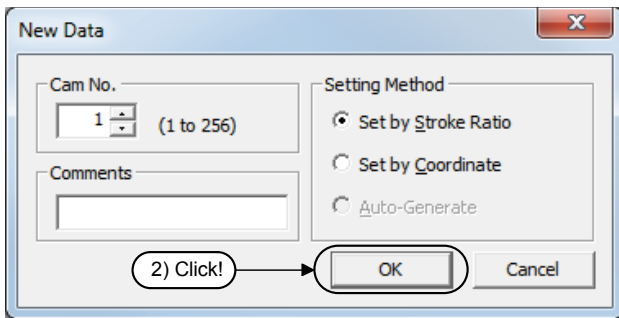 New Data
Cam No.
1 (1 to 256)
Comments
Setting Method
Set by Stroke Ratio
Set by Coordinate
Auto-Generate
2) Click!
OK Cancel